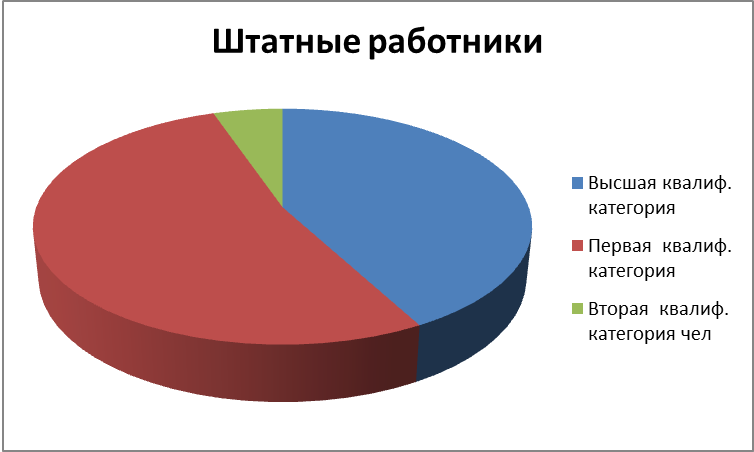 Штатные работники
Высшая квалиф.
категория
Первая  квалиф.
категория
Вторая  квалиф.
категория чел